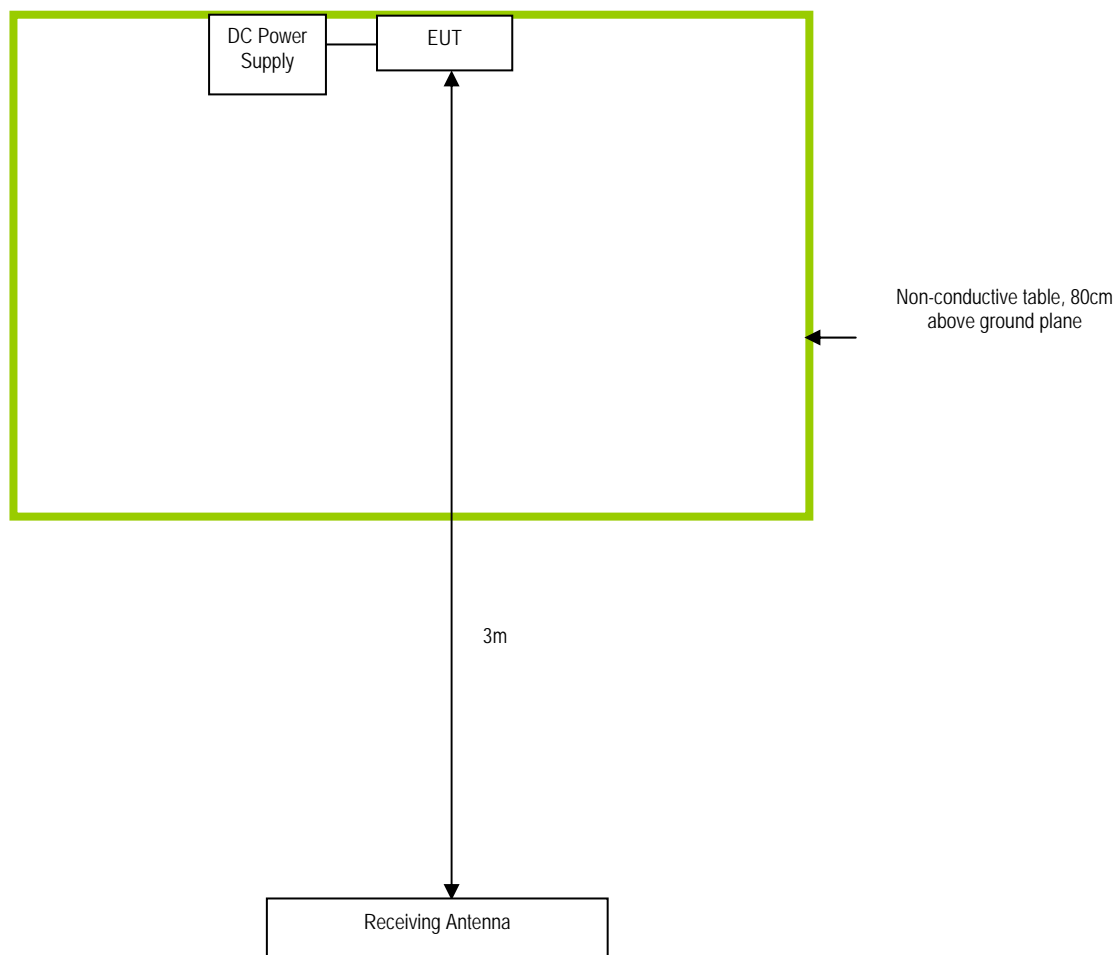 DC Power
Supply
EUT
Non-conductive table, 80cm
above ground plane
3m
Receiving Antenna